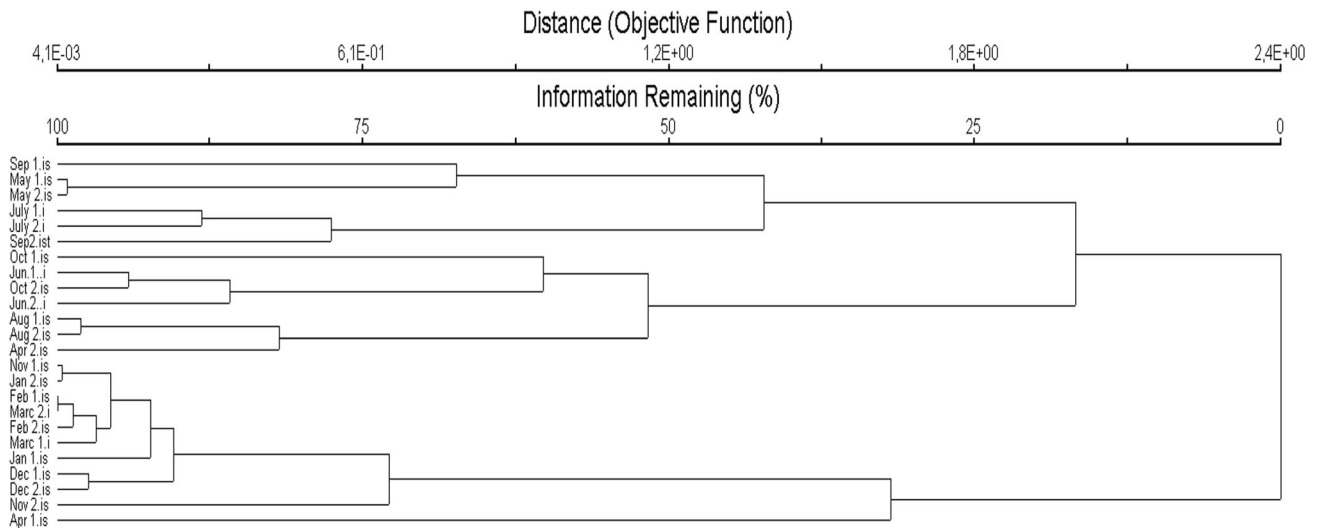 Distance (Objective Function)
4,1E-03 6,1E-01 1,2E+00 1,8E+00 2,4E+00
Information Remaining (%)
100 75 50 25 0
Sep 1.is
May 1.is
May 2.is
July 1.i
July 2.i
Sep2.ist
Oct 1.is
Jun.1..i
Oct 2.is
Jun.2..i
Aug 1.is
Aug 2.is
Apr 2.is
Nov 1.is
Jan 2.is
Feb 1.is
Marc 2.i
Feb 2.is
Marc 1.i
Jan 1.is
Dec 1.is
Dec 2.is
Nov 2.is
Apr 1.is